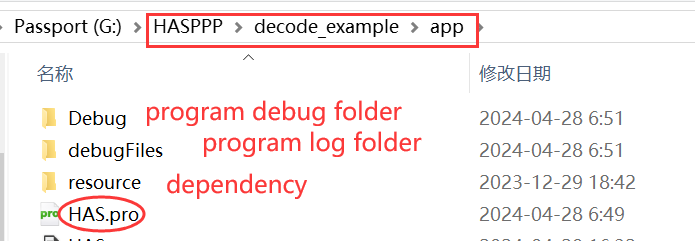 Passport (G:) > HASPPP > decode_example > app >
名称 修改日期
Debug program debug folder 2024-04-28 6:51
debugFiles program log folder 2024-04-28 6:51
resource dependency 2023-12-29 18:42
pro HAS.pro 2024-04-28 6:49